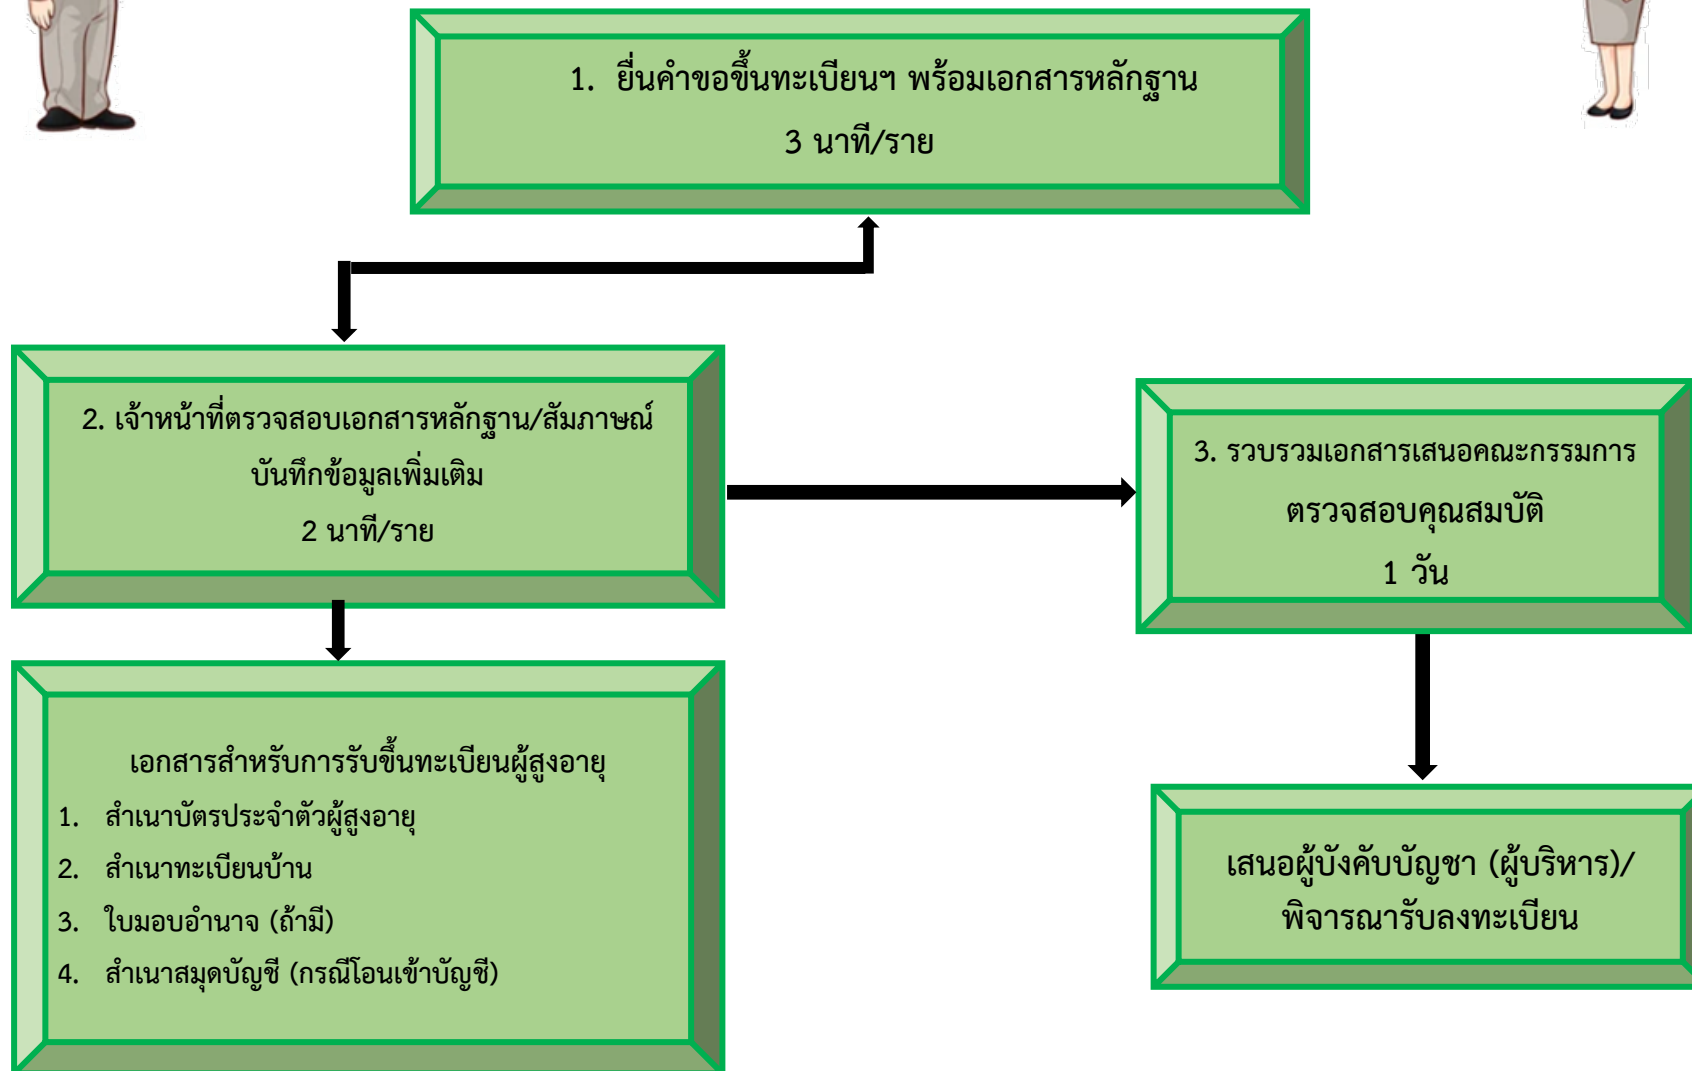 1. ยื่นคำขอขึ้นทะเบียนฯ พร้อมเอกสารหลักฐาน
3 นาที/ราย
2. เจ้าหน้าที่ตรวจสอบเอกสารหลักฐาน/สัมภาษณ์
บันทึกข้อมูลเพิ่มเติม
2 นาที/ราย
3. รวบรวมเอกสารเสนอคณะกรรมการ
ตรวจสอบคุณสมบัติ
1 วัน
เอกสารสำหรับการรับขึ้นทะเบียนผู้สูงอายุ
1. สำเนาบัตรประจำตัวผู้สูงอายุ
2. สำเนาทะเบียนบ้าน
3. ใบมอบอำนาจ (ถ้ามี)
4. สำเนาสมุดบัญชี (กรณีโอนเข้าบัญชี)
เสนอผู้บังคับบัญชา (ผู้บริหาร)/
พิจารณารับลงทะเบียน